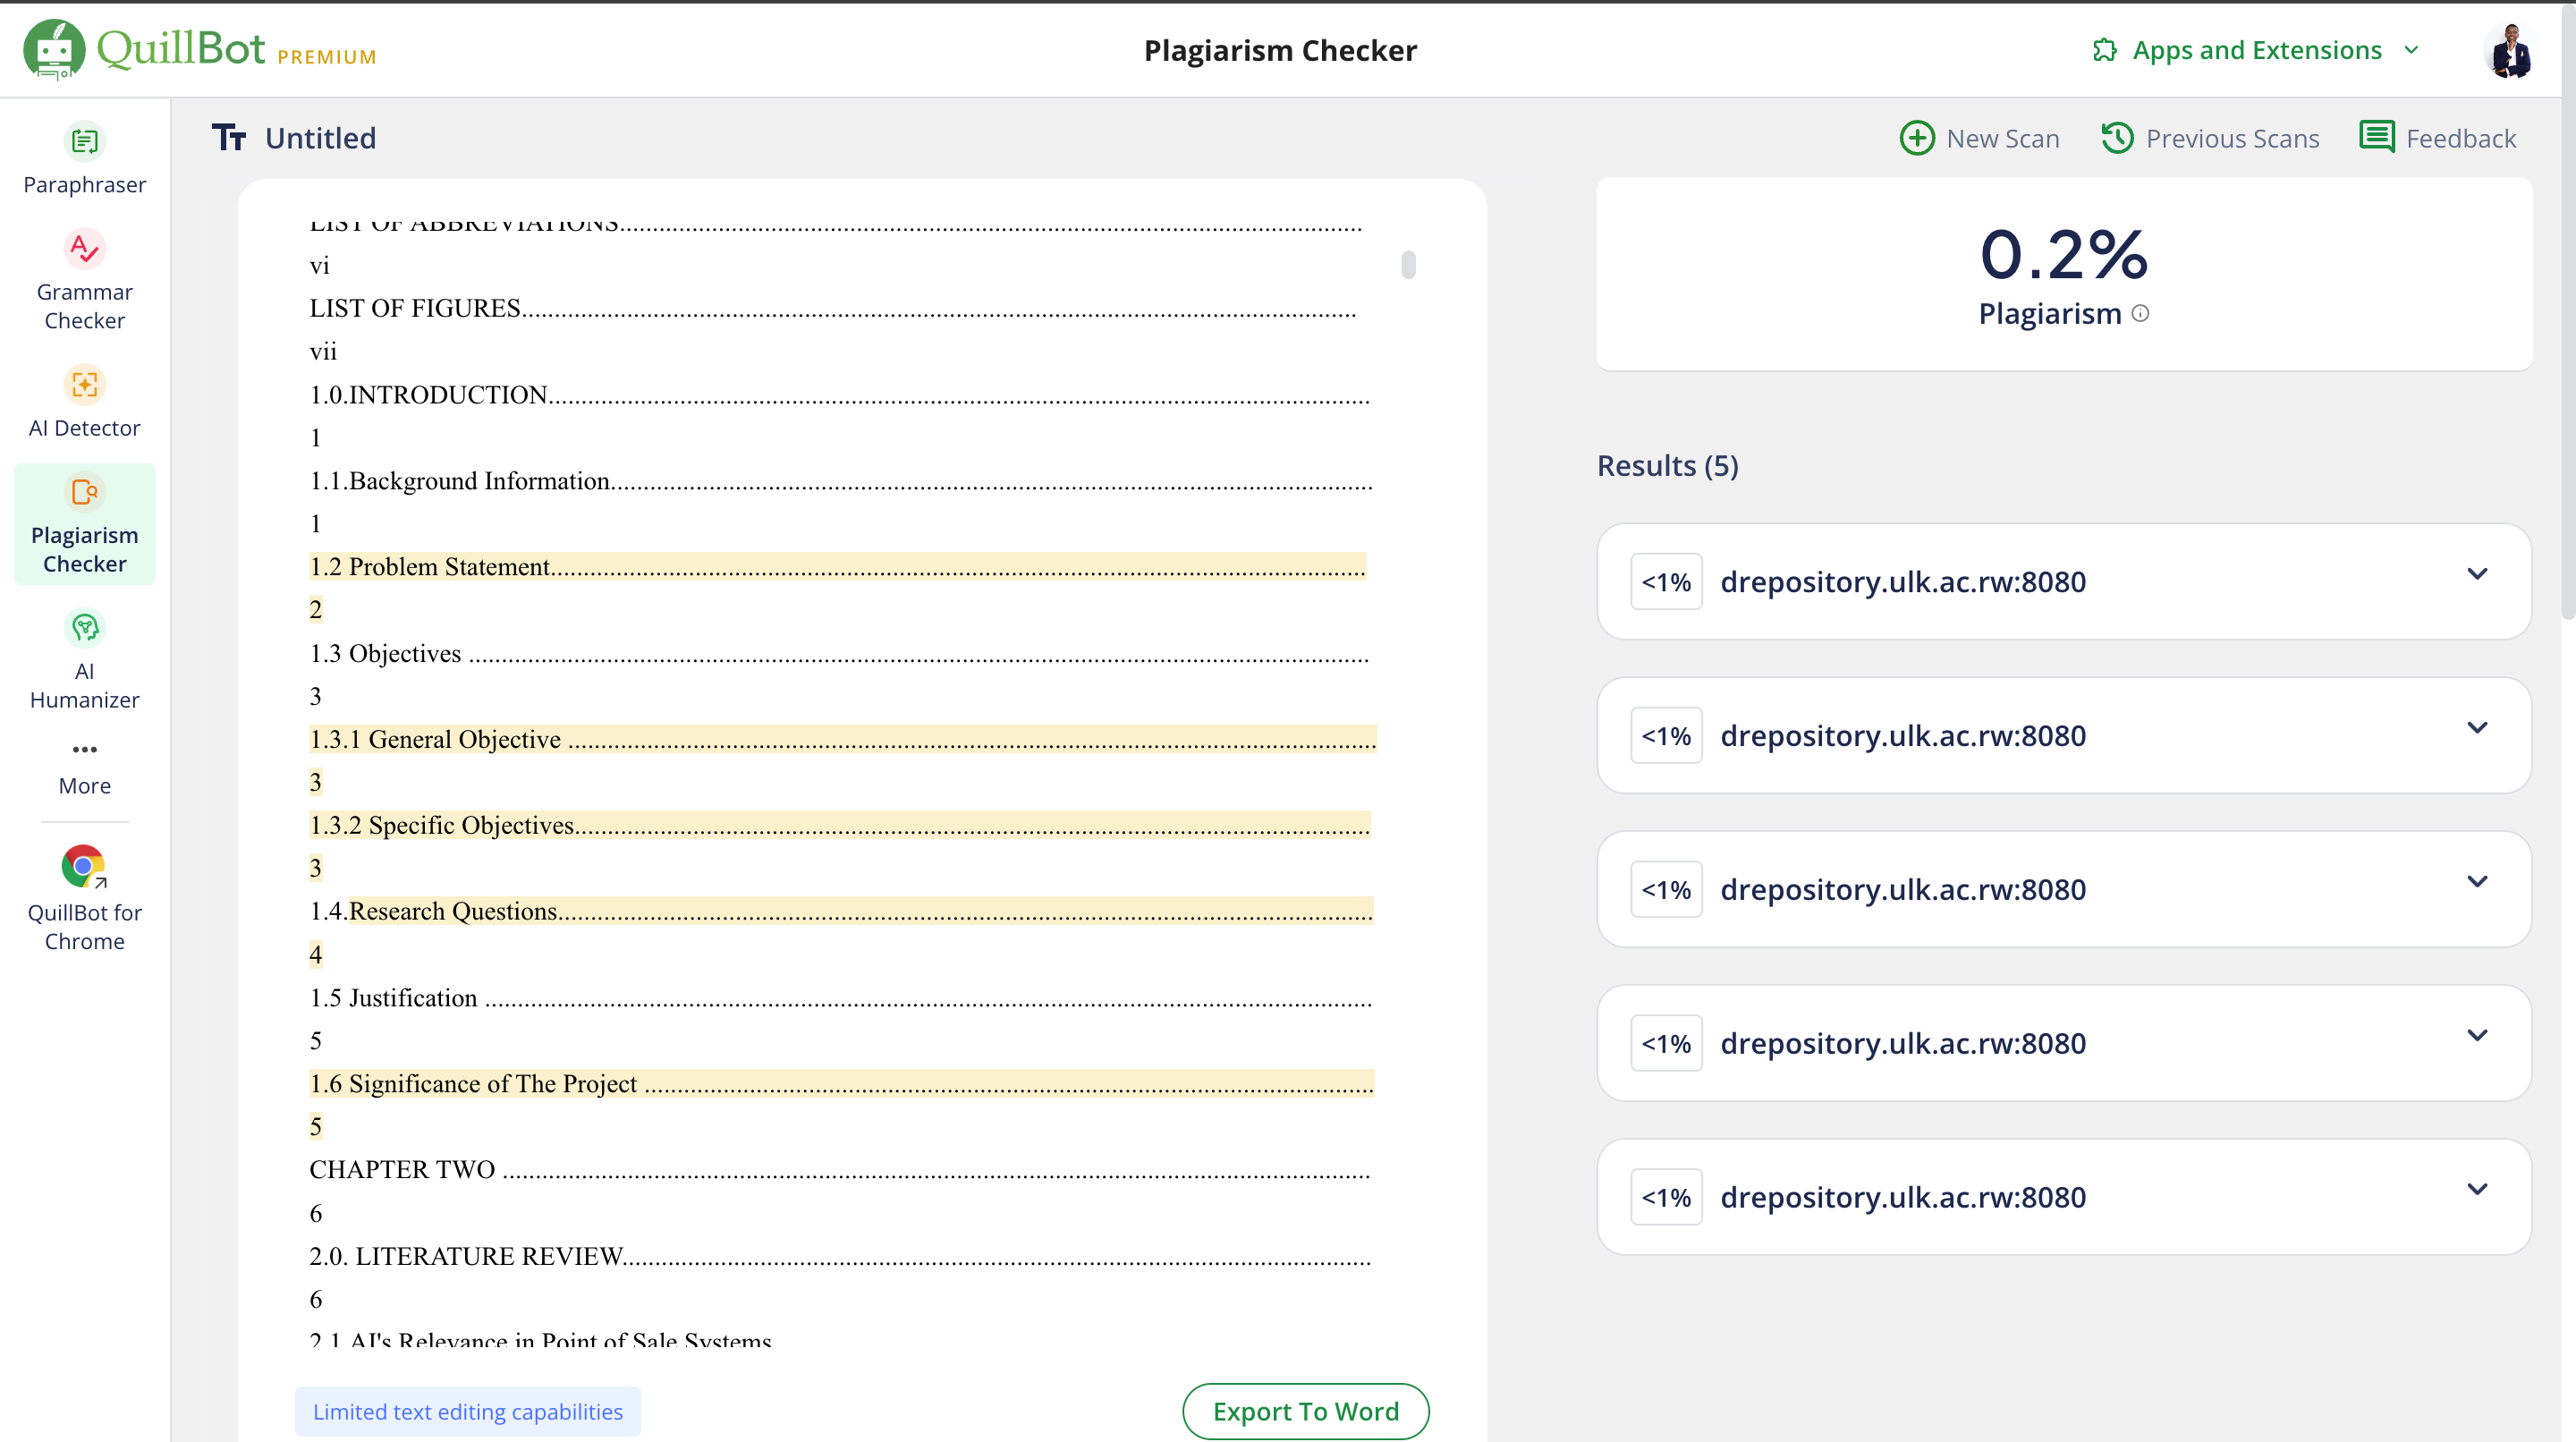 QuillBot PREMIUM
Plagiarism Checker
Apps and Extensions
Paraphraser
Grammar
Checker
AI Detector
Plagiarism
Checker
AI
Humanizer
More
QuillBot for
Chrome
Untitled
New Scan
Previous Scans
Feedback
LIST OF ABBREVIATIONS................................................................................................................
vi
LIST OF FIGURES..............................................................................................................................
vii
1.0.INTRODUCTION............................................................................................................................
1
1.1.Background Information...................................................................................................................
1
1.2 Problem Statement...........................................................................................................................
2
1.3 Objectives ........................................................................................................................................
3
1.3.1 General Objective ..........................................................................................................................
3
1.3.2 Specific Objectives........................................................................................................................
3
1.4.Research Questions...........................................................................................................................
4
1.5 Justification ......................................................................................................................................
5
1.6 Significance of The Project ..............................................................................................................
5
CHAPTER TWO ...................................................................................................................................
6
2.0. LITERATURE REVIEW.................................................................................................................
6
2.1 AI's Relevance in Point of Sale Systems
Limited text editing capabilities
Export To Word
0.2%
Plagiarism
Results (5)
<1% drepository.ulk.ac.rw:8080
<1% drepository.ulk.ac.rw:8080
<1% drepository.ulk.ac.rw:8080
<1% drepository.ulk.ac.rw:8080
<1% drepository.ulk.ac.rw:8080